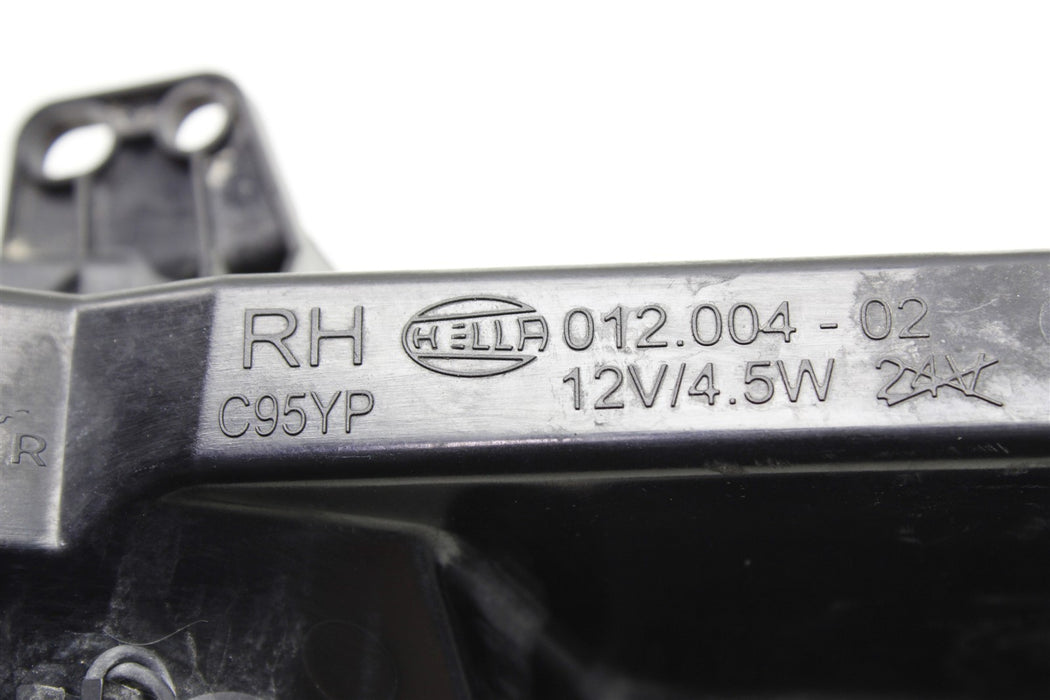 RH HELLA 012.004 - 02
C95YP 12V/4.5W 24V
R